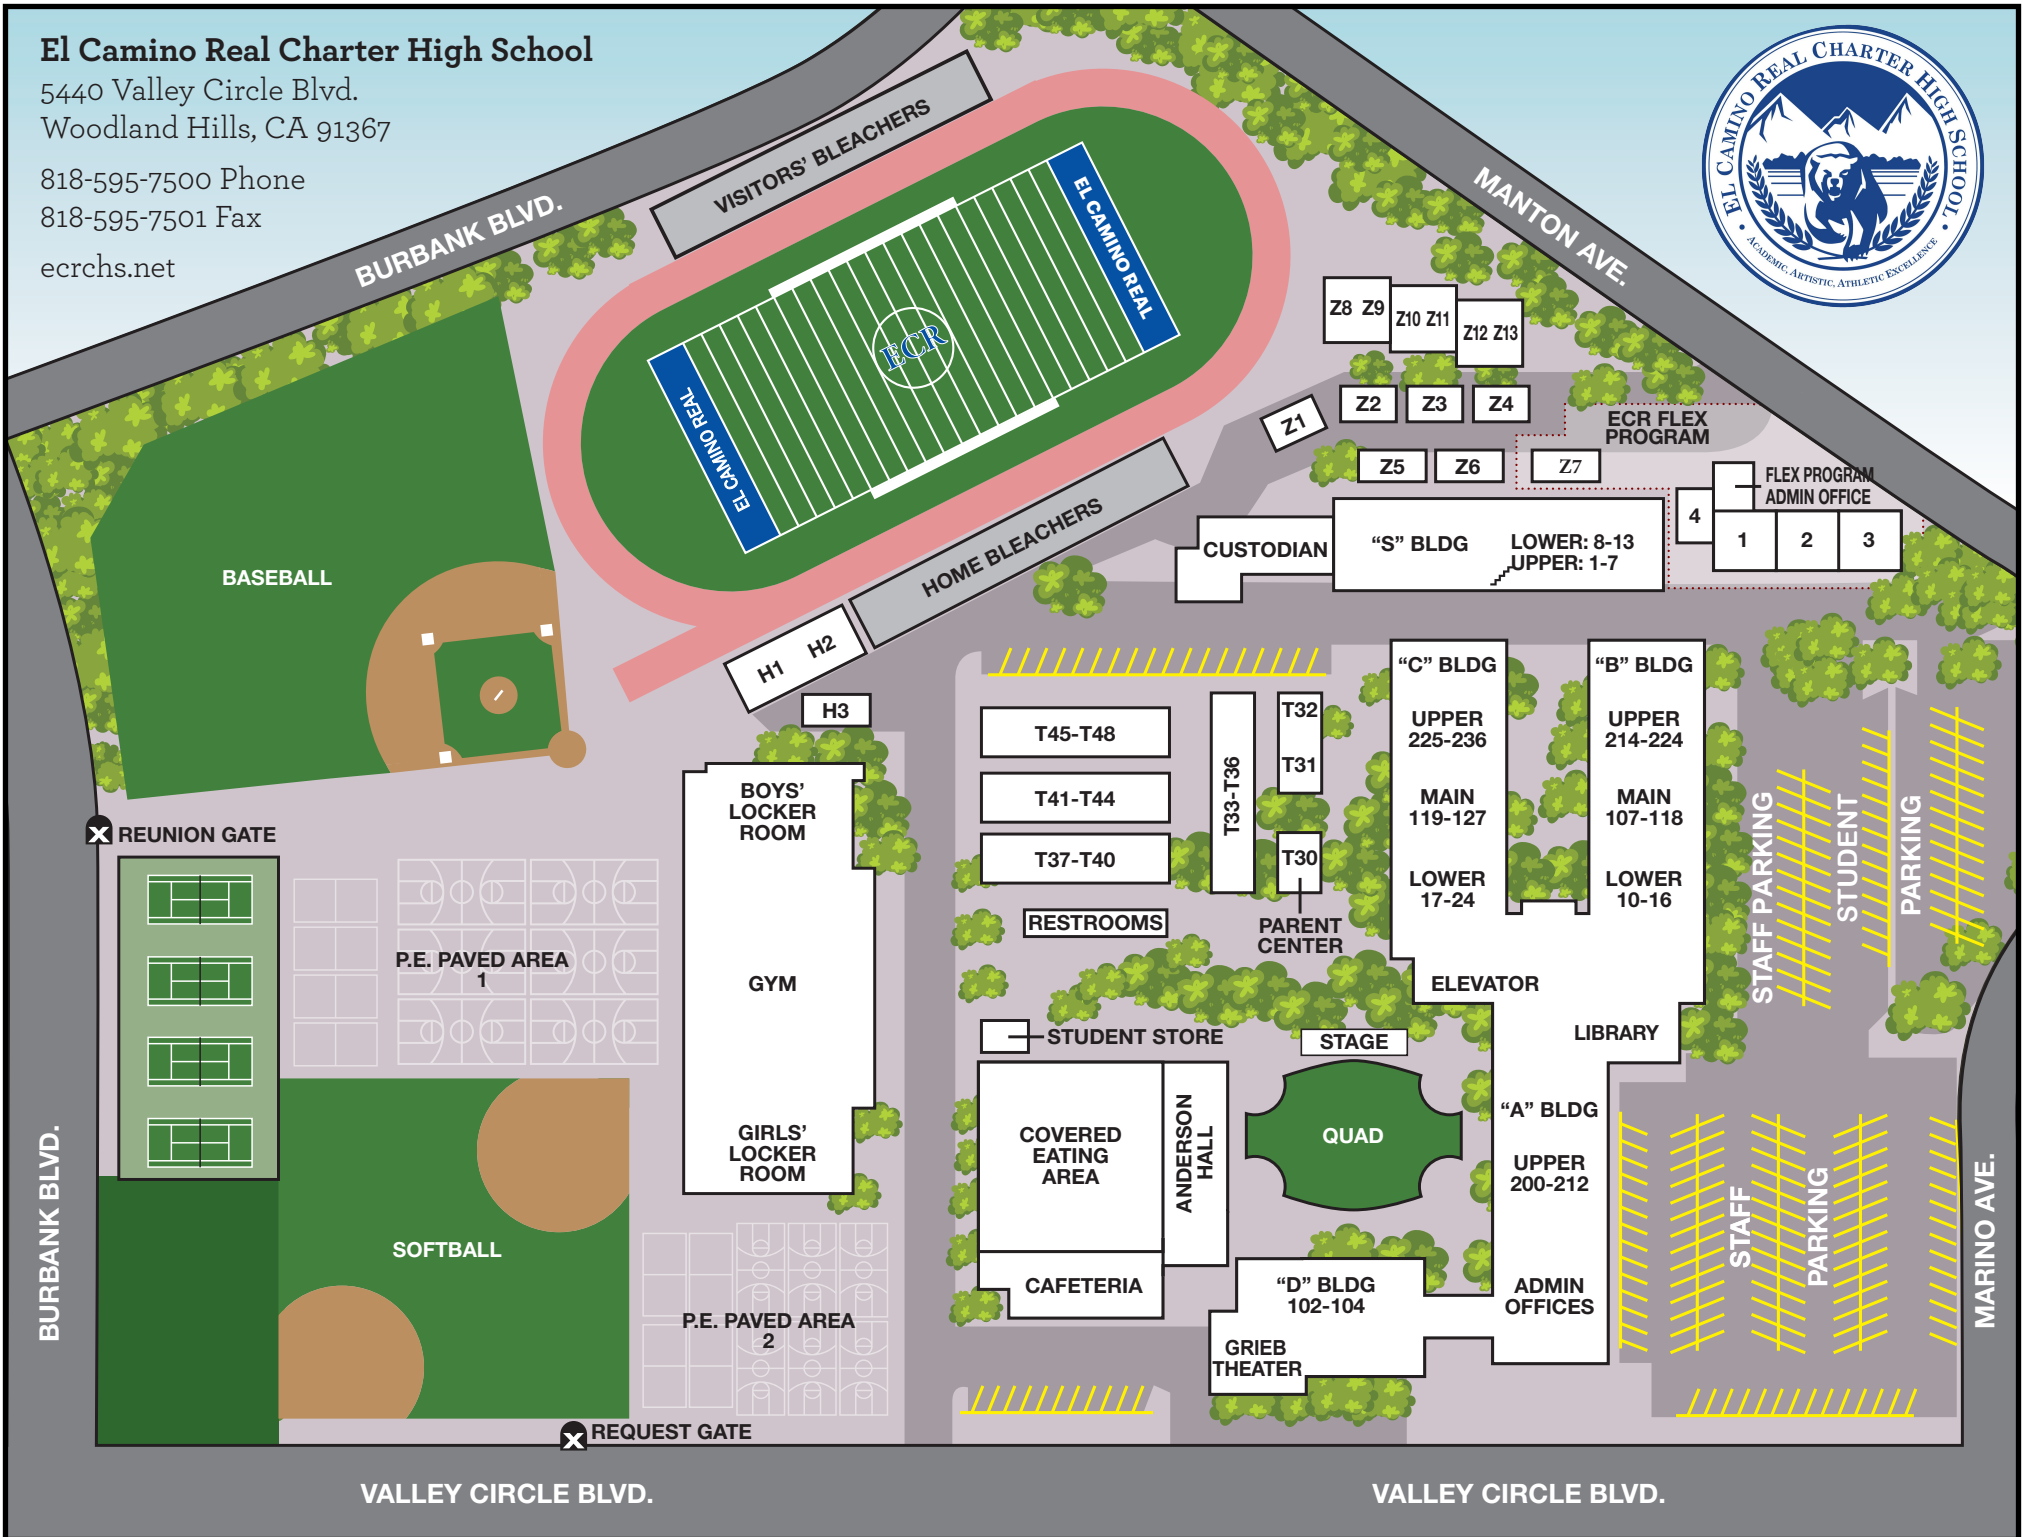 El Camino Real Charter High School
5440 Valley Circle Blvd.
Woodland Hills, CA 91367
818-595-7500 Phone
818-595-7501 Fax
ecrchs.net
EL CAMINO REAL CHARTER HIGH SCHOOL
ACADEMIC, ARTISTIC, ATHLETIC EXCELLENCE
BURBANK BLVD.
VISITORS' BLEACHERS
MANTON AVE.
EL CAMINO REAL
ECR
EL CAMINO REAL
HOME BLEACHERS
Z8 Z9
Z10 Z11
Z12 Z13
Z1
Z2
Z3
Z4
Z5
Z6
Z7
ECR FLEX
PROGRAM
FLEX PROGRAM
ADMIN OFFICE
4
1
2
3
CUSTODIAN
“S” BLDG
LOWER: 8-13
UPPER: 1-7
BASEBALL
H1 H2
H3
T45-T48
T41-T44
T37-T40
T33-T36
T32
T31
T30
PARENT
CENTER
RESTROOMS
“C” BLDG
UPPER
225-236
MAIN
119-127
LOWER
17-24
“B” BLDG
UPPER
214-224
MAIN
107-118
LOWER
10-16
STAFF PARKING
STUDENT
PARKING
REUNION GATE
BOYS'
LOCKER
ROOM
GYM
GIRLS'
LOCKER
ROOM
P.E. PAVED AREA
1
ELEVATOR
LIBRARY
STUDENT STORE
STAGE
QUAD
COVERED
EATING
AREA
ANDERSON
HALL
CAFETERIA
“A” BLDG
UPPER
200-212
ADMIN
OFFICES
“D” BLDG
102-104
GRIEB
THEATER
STAFF
PARKING
MARINO AVE.
BURBANK BLVD.
SOFTBALL
P.E. PAVED AREA
2
X
X
REQUEST GATE
VALLEY CIRCLE BLVD.
VALLEY CIRCLE BLVD.